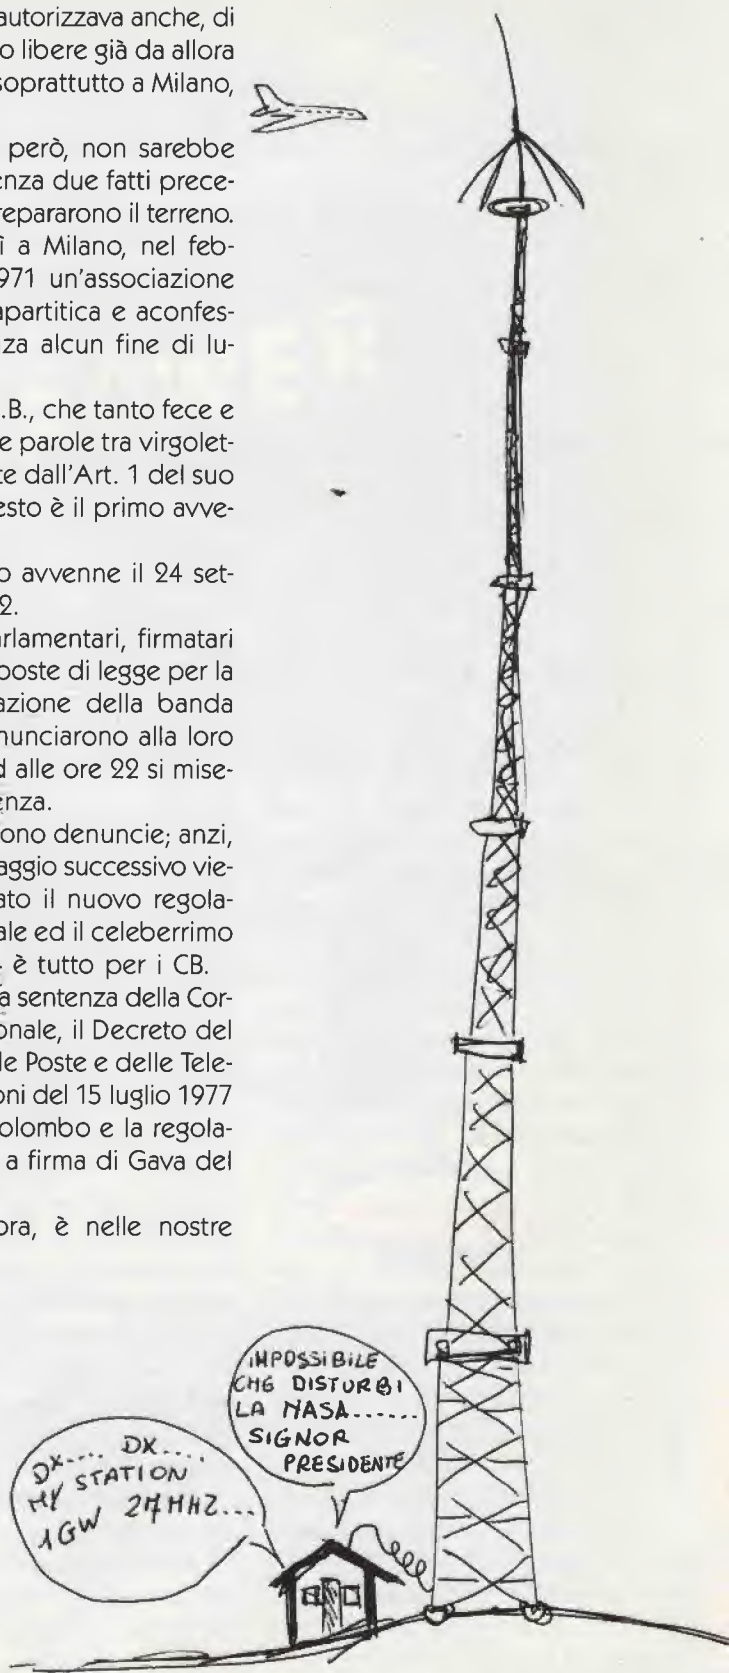 autorizzava anche, di
o libere già da allora
soprattutto a Milano,
però, non sarebbe
enza due fatti prece-
repararono il terreno.
ì a Milano, nel feb-
971 un'associazione
apartitica e aconfes-
nza alcun fine di lu-
.B., che tanto fece e
e parole tra virgolet-
te dall'Art. 1 del suo
esto è il primo avve-
o avvenne il 24 set-
2.
arlamentari, firmatari
poste di legge per la
azione della banda
nunciarono alla loro
d alle ore 22 si mise-
enza.
ono denuncie; anzi,
aggio successivo vie-
ato il nuovo regola-
ale ed il celeberrimo
è tutto per i CB.
a sentenza della Cor-
onale, il Decreto del
le Poste e delle Tele-
oni del 15 luglio 1977
olombo e la regola-
a firma di Gava del
ora, è nelle nostre
IMPOSSIBILE
CHE DISTURBI
LA NASA......
SIGNOR
PRESIDENTE
DX.... DX....
MY STATION
1GW 27MHZ...